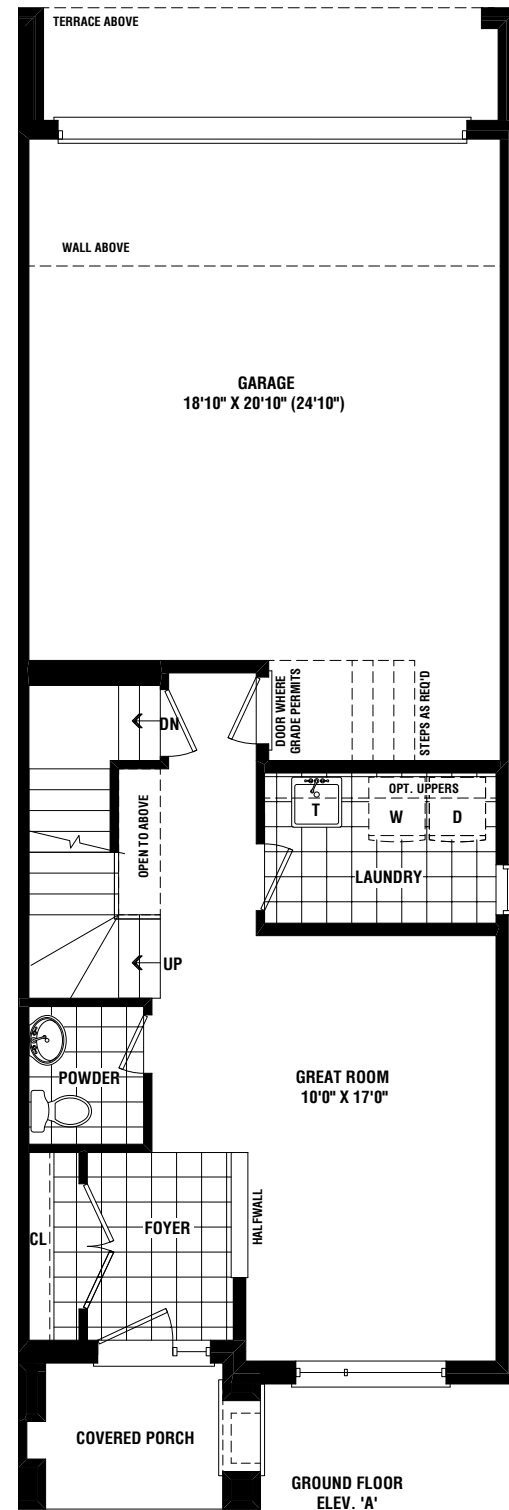 TERRACE ABOVE
WALL ABOVE
GARAGE
18'10" X 20'10" (24'10")
DN
DOOR WHERE
GRADE PERMITS
STEPS AS REQ'D
OPEN TO ABOVE
T
OPT. UPPERS
W
D
LAUNDRY
UP
POWDER
GREAT ROOM
10'0" X 17'0"
CL
FOYER
HALFWALL
COVERED PORCH
GROUND FLOOR
ELEV. 'A'